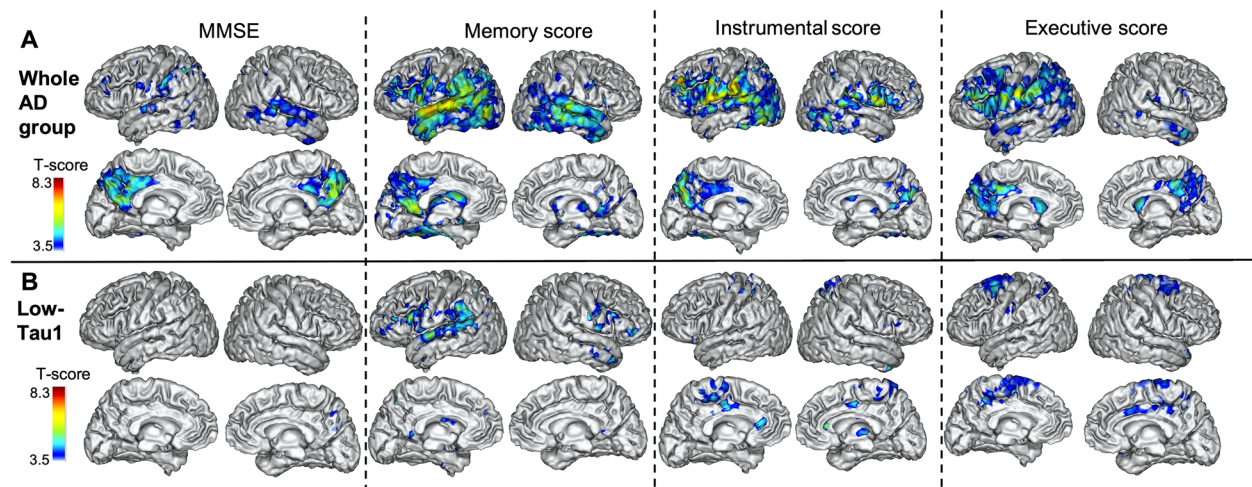 A
MMSE
Memory score
Instrumental score
Executive score
Whole
AD
group
T-score
8.3
3.5
B
Low-
Tau1
T-score
8.3
3.5